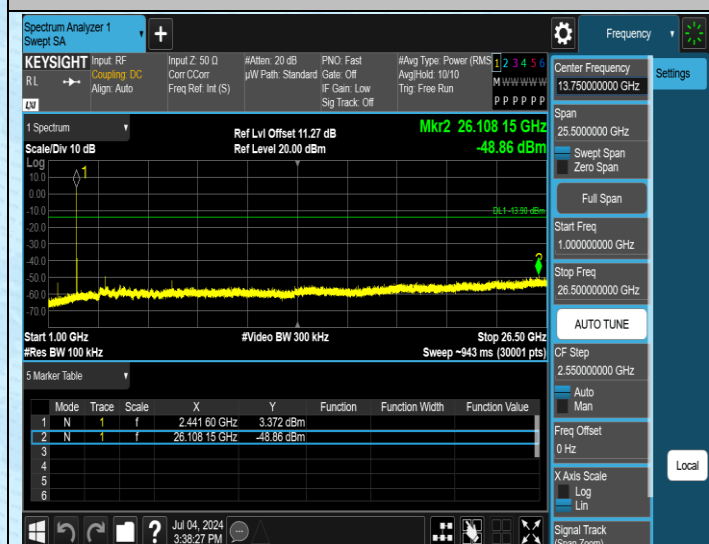 Spectrum Analyzer 1
Swept SA
+
Frequency
KEYSIGHT
RL
LXI
Input: RF
Coupling: DC
Align: Auto
Input Z: 50 Ω
Corr CCorr
Freq Ref: Int (S)
#Atten: 20 dB
µW Path: Standard
PNO: Fast
Gate: Off
IF Gain: Low
Sig Track: Off
#Avg Type: Power (RMS
Avg|Hold: 10/10
Trig: Free Run
1 2 3 4 5 6
M W W W W W
P P P P P P
1 Spectrum
Scale/Div 10 dB
Ref Lvl Offset 11.27 dB
Ref Level 20.00 dBm
Mkr2 26.108 15 GHz
-48.86 dBm
Log
10.0
0.00
-10.0
-20.0
-30.0
-40.0
-50.0
-60.0
-70.0
1
DL1 -13.90 dBm
2
Start 1.00 GHz
#Res BW 100 kHz
#Video BW 300 kHz
Stop 26.50 GHz
Sweep ~943 ms (30001 pts)
5 Marker Table
Mode Trace Scale X Y Function Function Width Function Value
1 N 1 f 2.441 60 GHz 3.372 dBm
2 N 1 f 26.108 15 GHz -48.86 dBm
3
4
5
6
?
Jul 04, 2024
3:38:27 PM
Center Frequency
13.75000000 GHz
Settings
Span
25.5000000 GHz
Swept Span
Zero Span
Full Span
Start Freq
1.000000000 GHz
Stop Freq
26.500000000 GHz
AUTO TUNE
CF Step
2.550000000 GHz
Auto
Man
Freq Offset
0 Hz
X Axis Scale
Log
Lin
Local
Signal Track
(Span Zoom)